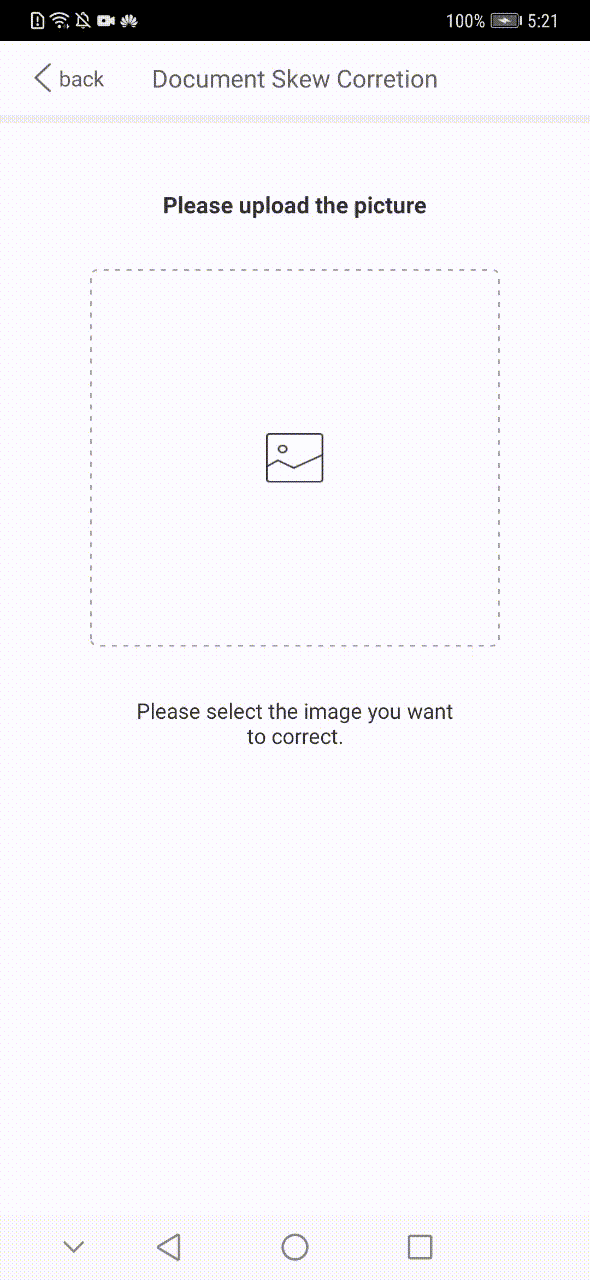 100% 5:21
back Document Skew Corretion
Please upload the picture
Please select the image you want
to correct.